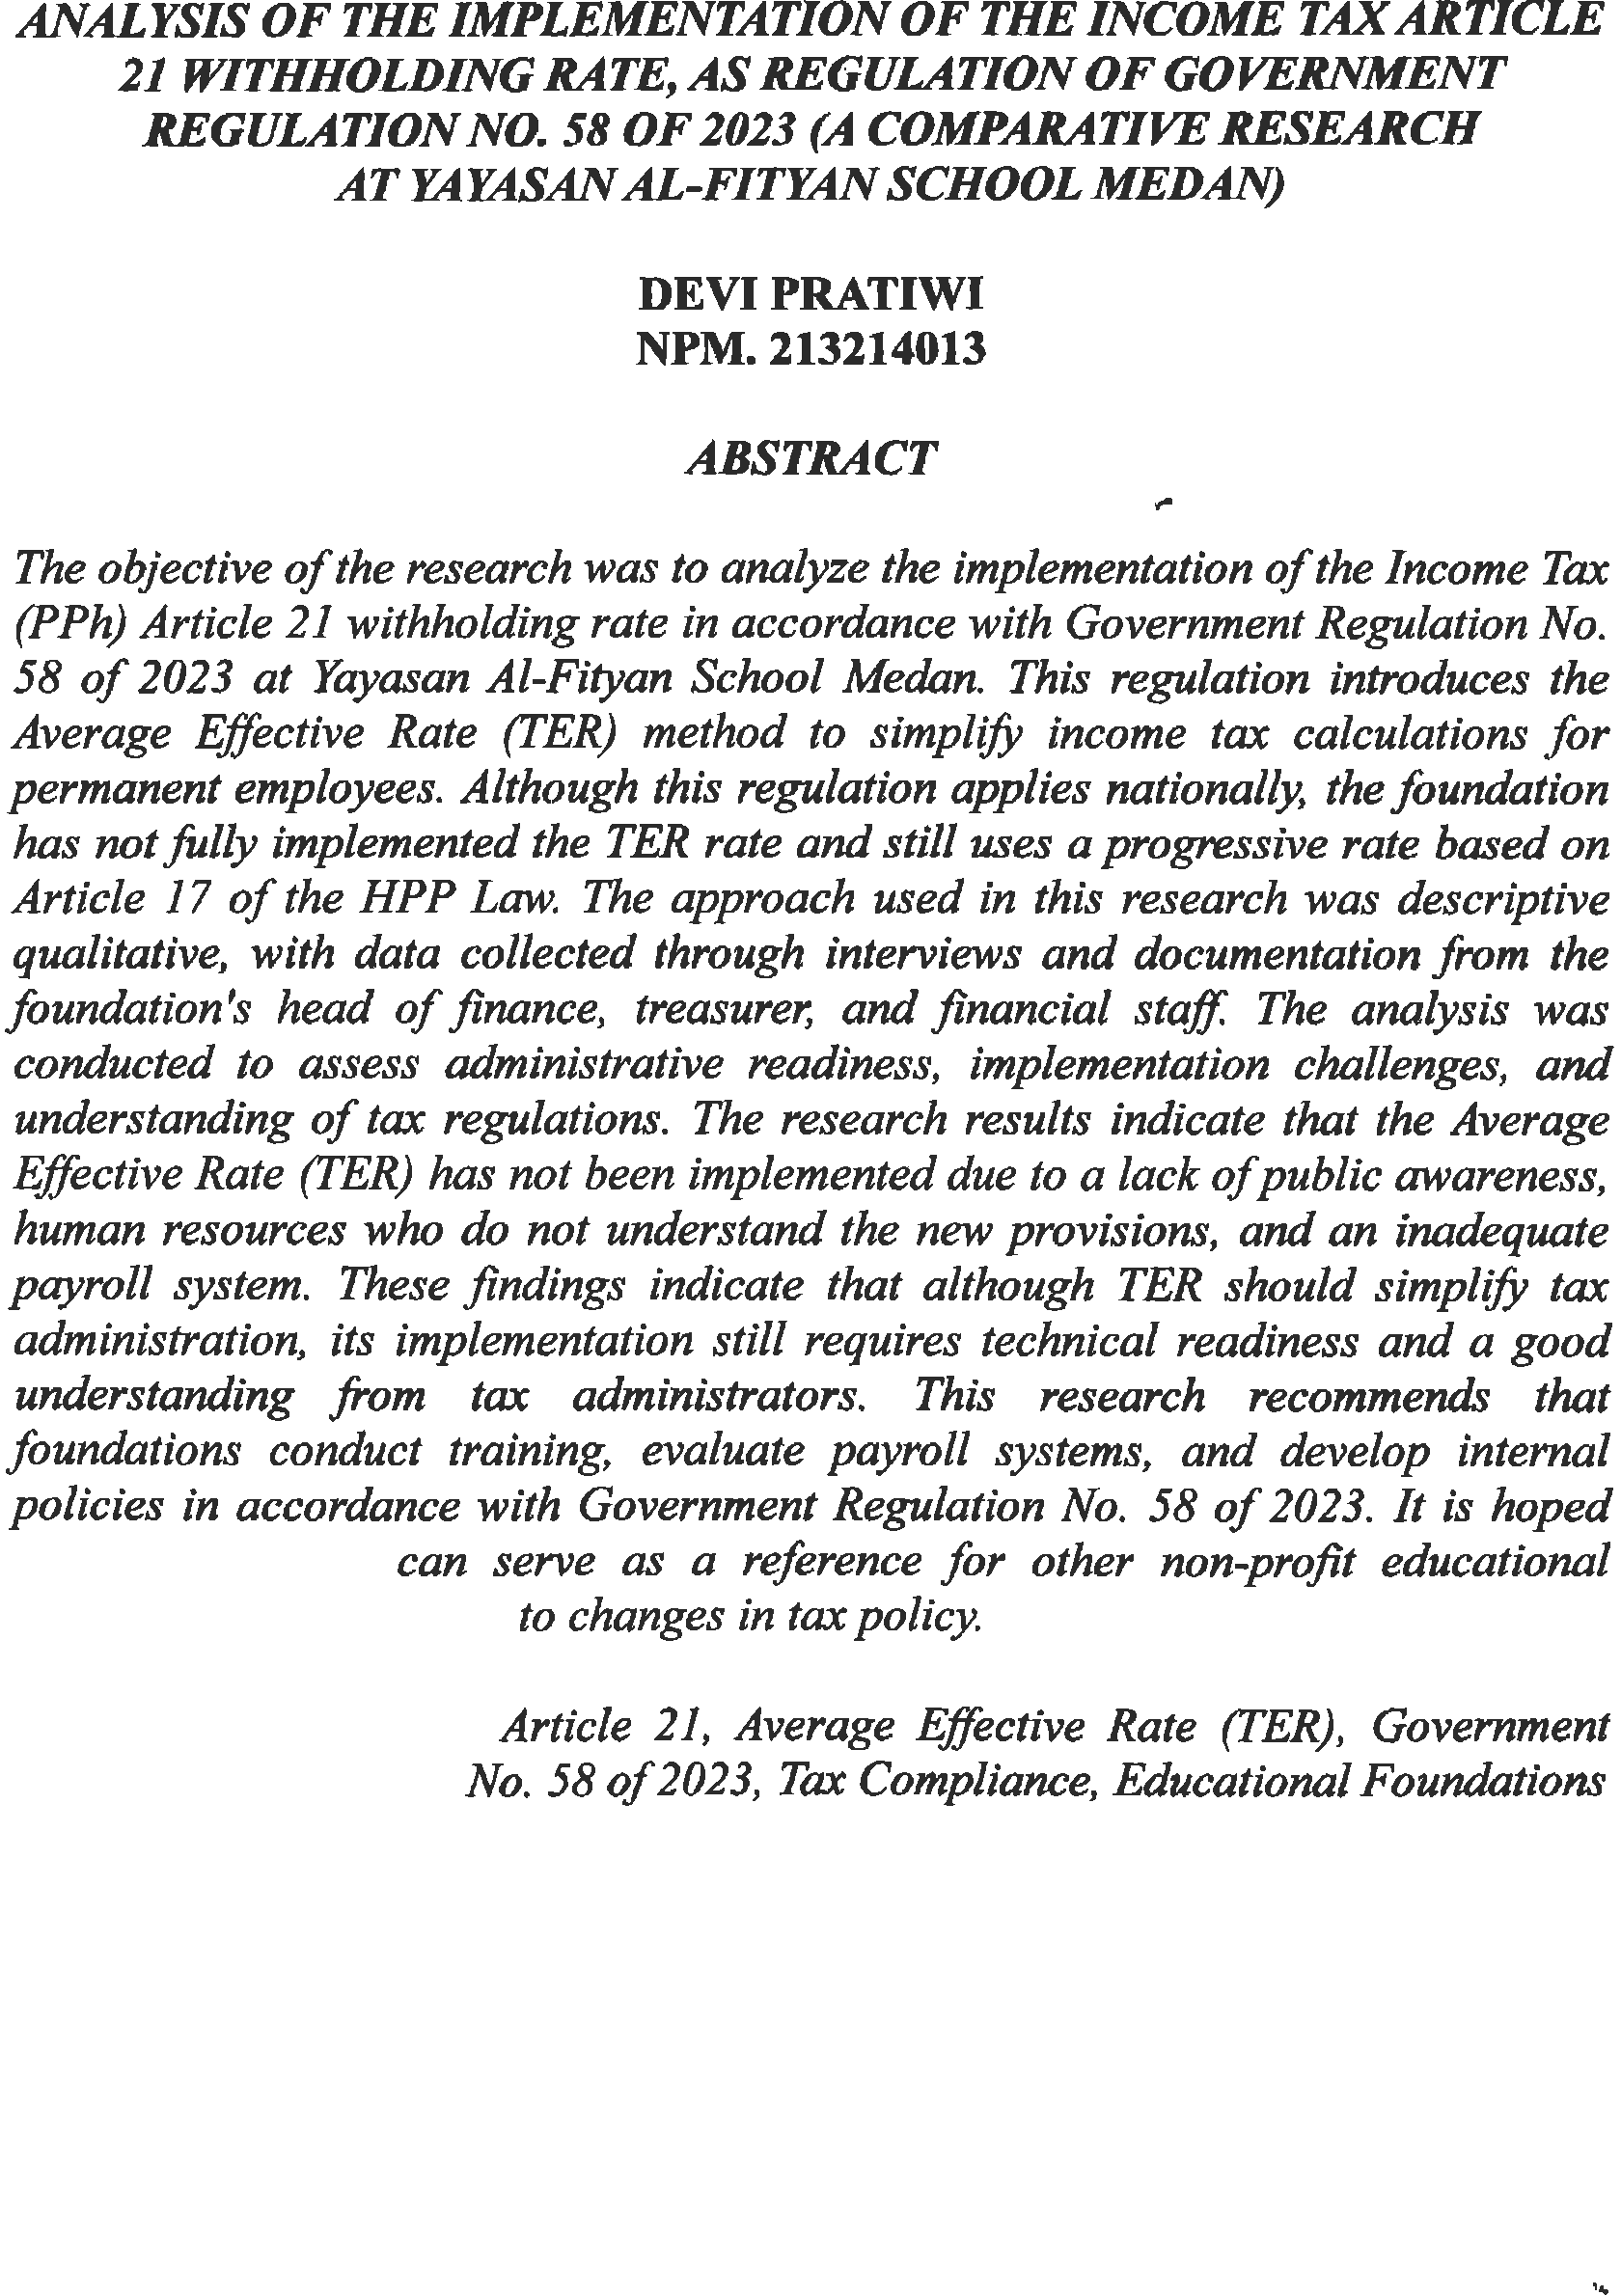 ANALYSIS OF THE IMPLEMENTATION OF THE INCOME TAX ARTICLE
21 WITHHOLDING RATE, AS REGULATION OF GOVERNMENT
REGULATION NO. 58 OF 2023 (A COMPARATIVE RESEARCH
AT YAYASAN AL-FITYAN SCHOOL MEDAN)
DEVI PRATIWI
NPM. 213214013
ABSTRACT
The objective of the research was to analyze the implementation of the Income Tax
(PPh) Article 21 withholding rate in accordance with Government Regulation No.
58 of 2023 at Yayasan Al-Fityan School Medan. This regulation introduces the
Average Effective Rate (TER) method to simplify income tax calculations for
permanent employees. Although this regulation applies nationally, the foundation
has not fully implemented the TER rate and still uses a progressive rate based on
Article 17 of the HPP Law. The approach used in this research was descriptive
qualitative, with data collected through interviews and documentation from the
foundation's head of finance, treasurer, and financial staff. The analysis was
conducted to assess administrative readiness, implementation challenges, and
understanding of tax regulations. The research results indicate that the Average
Effective Rate (TER) has not been implemented due to a lack of public awareness,
human resources who do not understand the new provisions, and an inadequate
payroll system. These findings indicate that although TER should simplify tax
administration, its implementation still requires technical readiness and a good
understanding from tax administrators. This research recommends that
foundations conduct training, evaluate payroll systems, and develop internal
policies in accordance with Government Regulation No. 58 of 2023. It is hoped
can serve as a reference for other non-profit educational
to changes in tax policy.
Article 21, Average Effective Rate (TER), Government
No. 58 of 2023, Tax Compliance, Educational Foundations